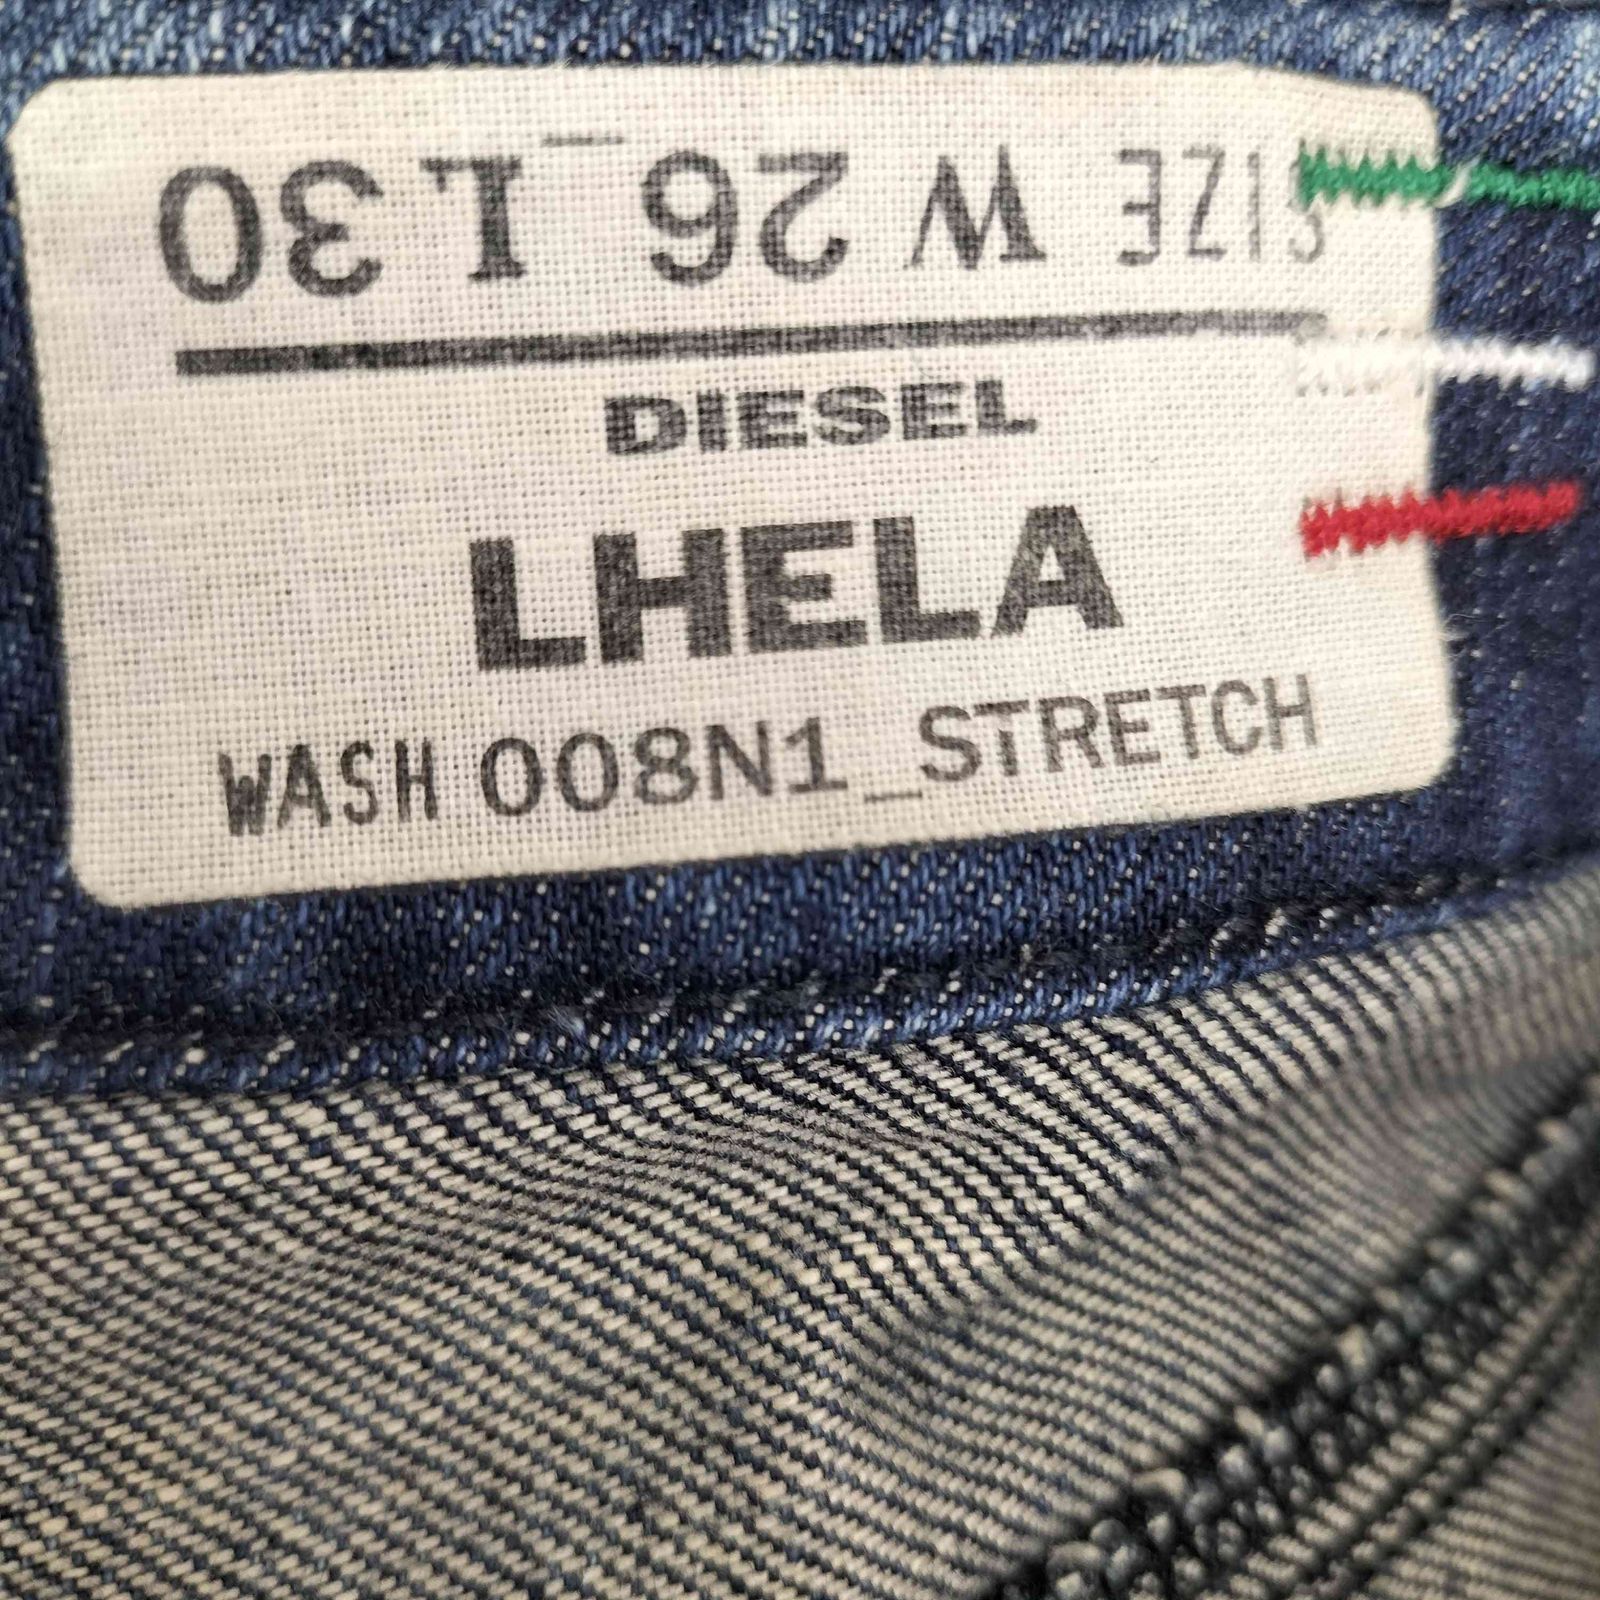 SIZE W 26_L 30
DIESEL
LHELA
WASH 008N1_STRETCH